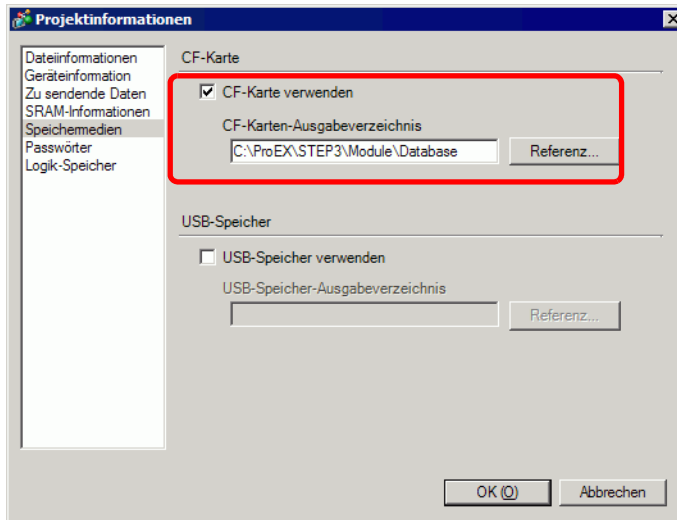 Projektinformationen
Dateiinformationen
Geräteinformation
Zu sendende Daten
SRAM-Informationen
Speichermedien
Passwörter
Logik-Speicher
CF-Karte
CF-Karte verwenden
CF-Karten-Ausgabeverzeichnis
C:\ProEX\STEP3\Module\Database
Referenz...
USB-Speicher
USB-Speicher verwenden
USB-Speicher-Ausgabeverzeichnis
Referenz...
OK (O) Abbrechen